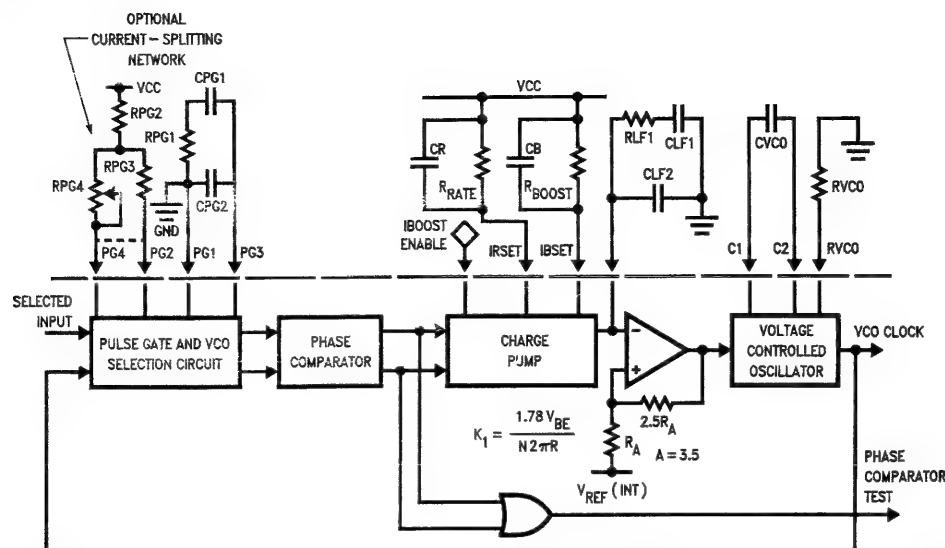 OPTIONAL
CURRENT-SPLITTING
NETWORK
VCC
CPG1
RPG2
RPG1
RPG3
RPG4
CPG2
GND
PG4
PG2
PG1
PG3
VCC
CR
RRATE
CB
RBOOST
IBOOST
ENABLE
IRSET
IBSET
RLF1
CLF1
CLF2
CVCO
RVCO
C1
C2
RVCO
SELECTED
INPUT
PULSE GATE AND VCO
SELECTION CIRCUIT
PHASE
COMPARATOR
CHARGE
PUMP
−
+
VOLTAGE
CONTROLLED
OSCILLATOR
VCO CLOCK
K1 = 1.78 VBE / N2πR
2.5RA
RA
A = 3.5
VREF (INT)
PHASE
COMPARATOR
TEST